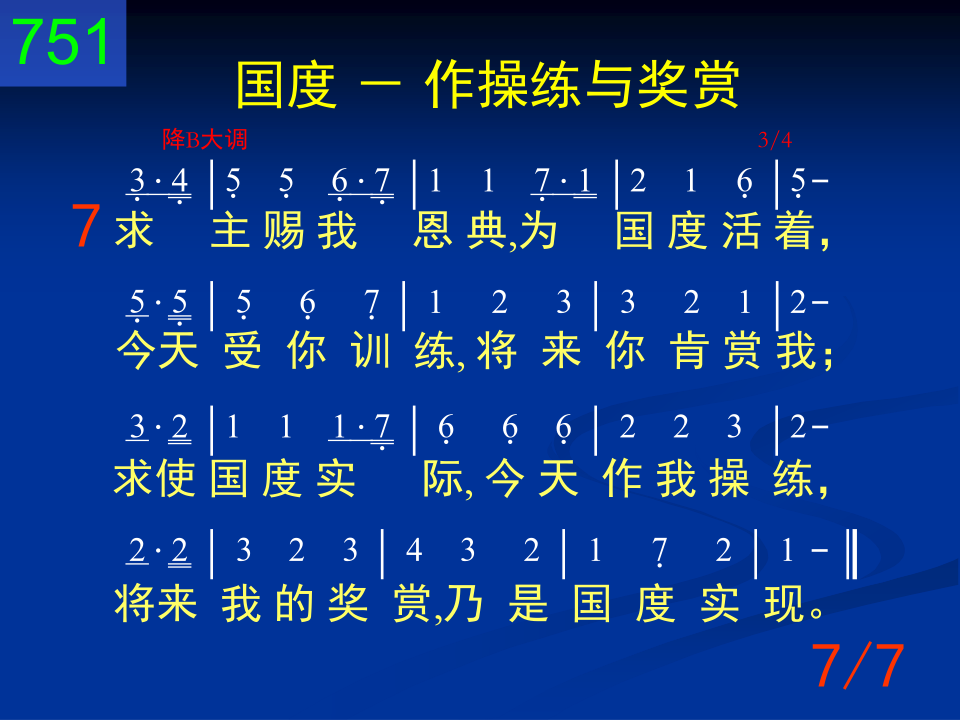 751
国度 － 作操练与奖赏
降B大调 3/4
3̣ · 4̣ | 5̣ 5̣ 6̣ · 7̣ | 1 1 7̣ · 1 | 2 1 6̣ | 5̣ -
7 求 主 赐 我 恩 典,为 国 度 活 着，
5̣ · 5̣ | 5 6̣ 7̣ | 1 2 3 | 3 2 1 | 2 -
今天 受 你 训 练, 将 来 你 肯 赏 我；
3 · 2 | 1 1 1 · 7̣ | 6̣ 6̣ 6̣ | 2 2 3 | 2 -
求使 国 度 实 际, 今 天 作 我 操 练，
2 · 2 | 3 2 3 | 4 3 2 | 1 7̣ 2 | 1 - ‖
将来 我 的 奖 赏,乃 是 国 度 实 现。
7/7